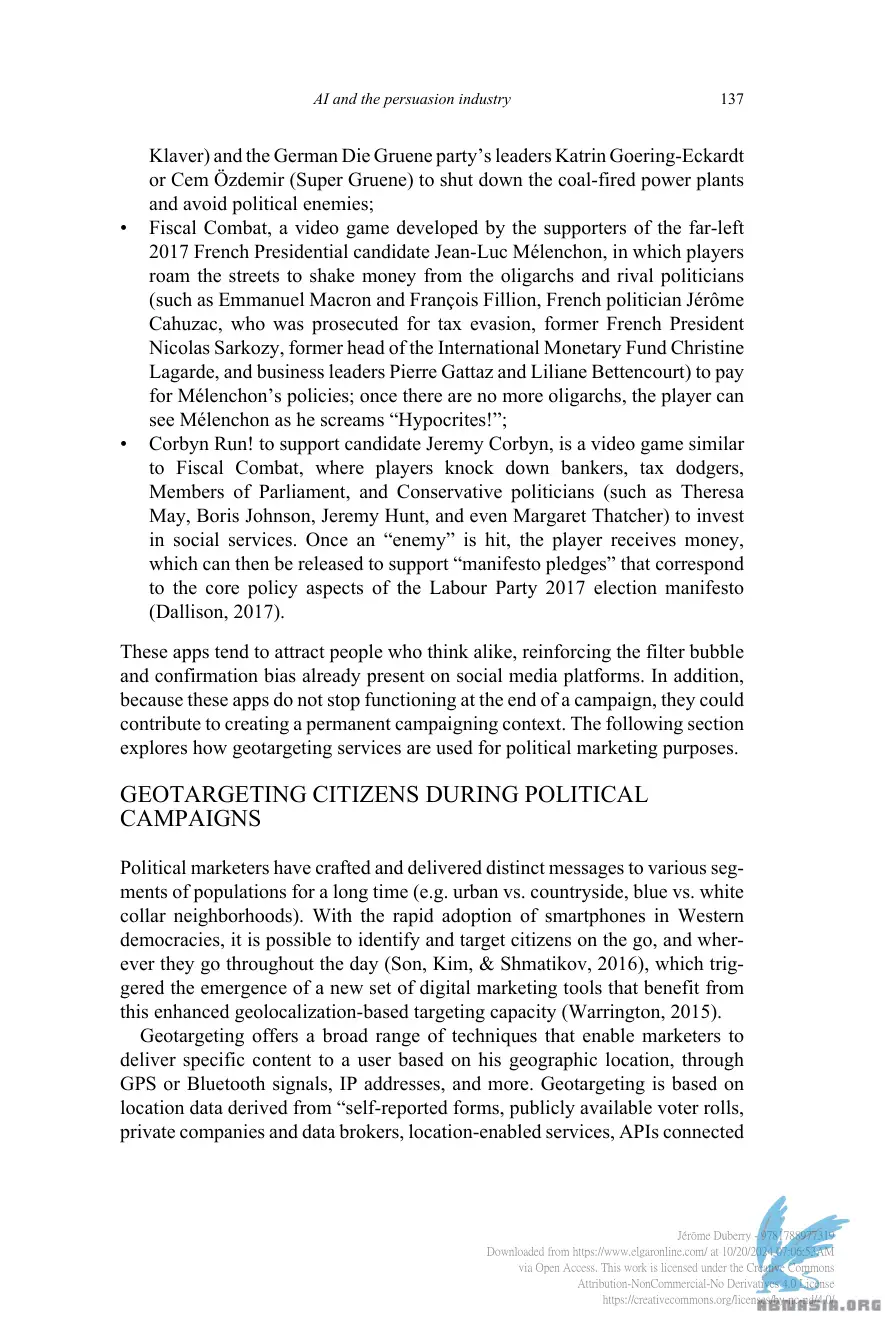 AI and the persuasion industry 137
Klaver) and the German Die Gruene party’s leaders Katrin Goering-Eckardt
or Cem Özdemir (Super Gruene) to shut down the coal-fired power plants
and avoid political enemies;
• Fiscal Combat, a video game developed by the supporters of the far-left
2017 French Presidential candidate Jean-Luc Mélenchon, in which players
roam the streets to shake money from the oligarchs and rival politicians
(such as Emmanuel Macron and François Fillion, French politician Jérôme
Cahuzac, who was prosecuted for tax evasion, former French President
Nicolas Sarkozy, former head of the International Monetary Fund Christine
Lagarde, and business leaders Pierre Gattaz and Liliane Bettencourt) to pay
for Mélenchon’s policies; once there are no more oligarchs, the player can
see Mélenchon as he screams “Hypocrites!”;
• Corbyn Run! to support candidate Jeremy Corbyn, is a video game similar
to Fiscal Combat, where players knock down bankers, tax dodgers,
Members of Parliament, and Conservative politicians (such as Theresa
May, Boris Johnson, Jeremy Hunt, and even Margaret Thatcher) to invest
in social services. Once an “enemy” is hit, the player receives money,
which can then be released to support “manifesto pledges” that correspond
to the core policy aspects of the Labour Party 2017 election manifesto
(Dallison, 2017).
These apps tend to attract people who think alike, reinforcing the filter bubble
and confirmation bias already present on social media platforms. In addition,
because these apps do not stop functioning at the end of a campaign, they could
contribute to creating a permanent campaigning context. The following section
explores how geotargeting services are used for political marketing purposes.
GEOTARGETING CITIZENS DURING POLITICAL
CAMPAIGNS
Political marketers have crafted and delivered distinct messages to various seg-
ments of populations for a long time (e.g. urban vs. countryside, blue vs. white
collar neighborhoods). With the rapid adoption of smartphones in Western
democracies, it is possible to identify and target citizens on the go, and wher-
ever they go throughout the day (Son, Kim, & Shmatikov, 2016), which trig-
gered the emergence of a new set of digital marketing tools that benefit from
this enhanced geolocalization-based targeting capacity (Warrington, 2015).
Geotargeting offers a broad range of techniques that enable marketers to
deliver specific content to a user based on his geographic location, through
GPS or Bluetooth signals, IP addresses, and more. Geotargeting is based on
location data derived from “self-reported forms, publicly available voter rolls,
private companies and data brokers, location-enabled services, APIs connected
Jérôme Duberry - 9781788977319
Downloaded from https://www.elgaronline.com/ at 10/20/2024 07:06:53AM
via Open Access. This work is licensed under the Creative Commons
Attribution-NonCommercial-No Derivatives 4.0 License
https://creativecommons.org/licenses/by-nc-nd/4.0/
ABNASIA.ORG